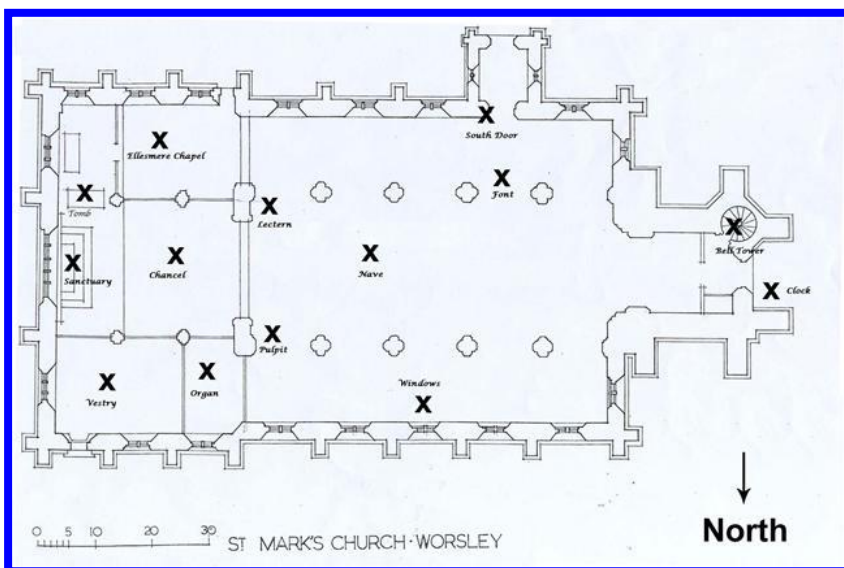 X
South Door
X
Ellesmere Chapel
X
Font
X
Tomb
X
Lectern
X
Bell Tower
X
Sanctuary
X
Chancel
X
Nave
X
Clock
X
Pulpit
X
Vestry
X
Organ
Windows
X
0 5 10 20 30
ST MARK'S CHURCH·WORSLEY
North